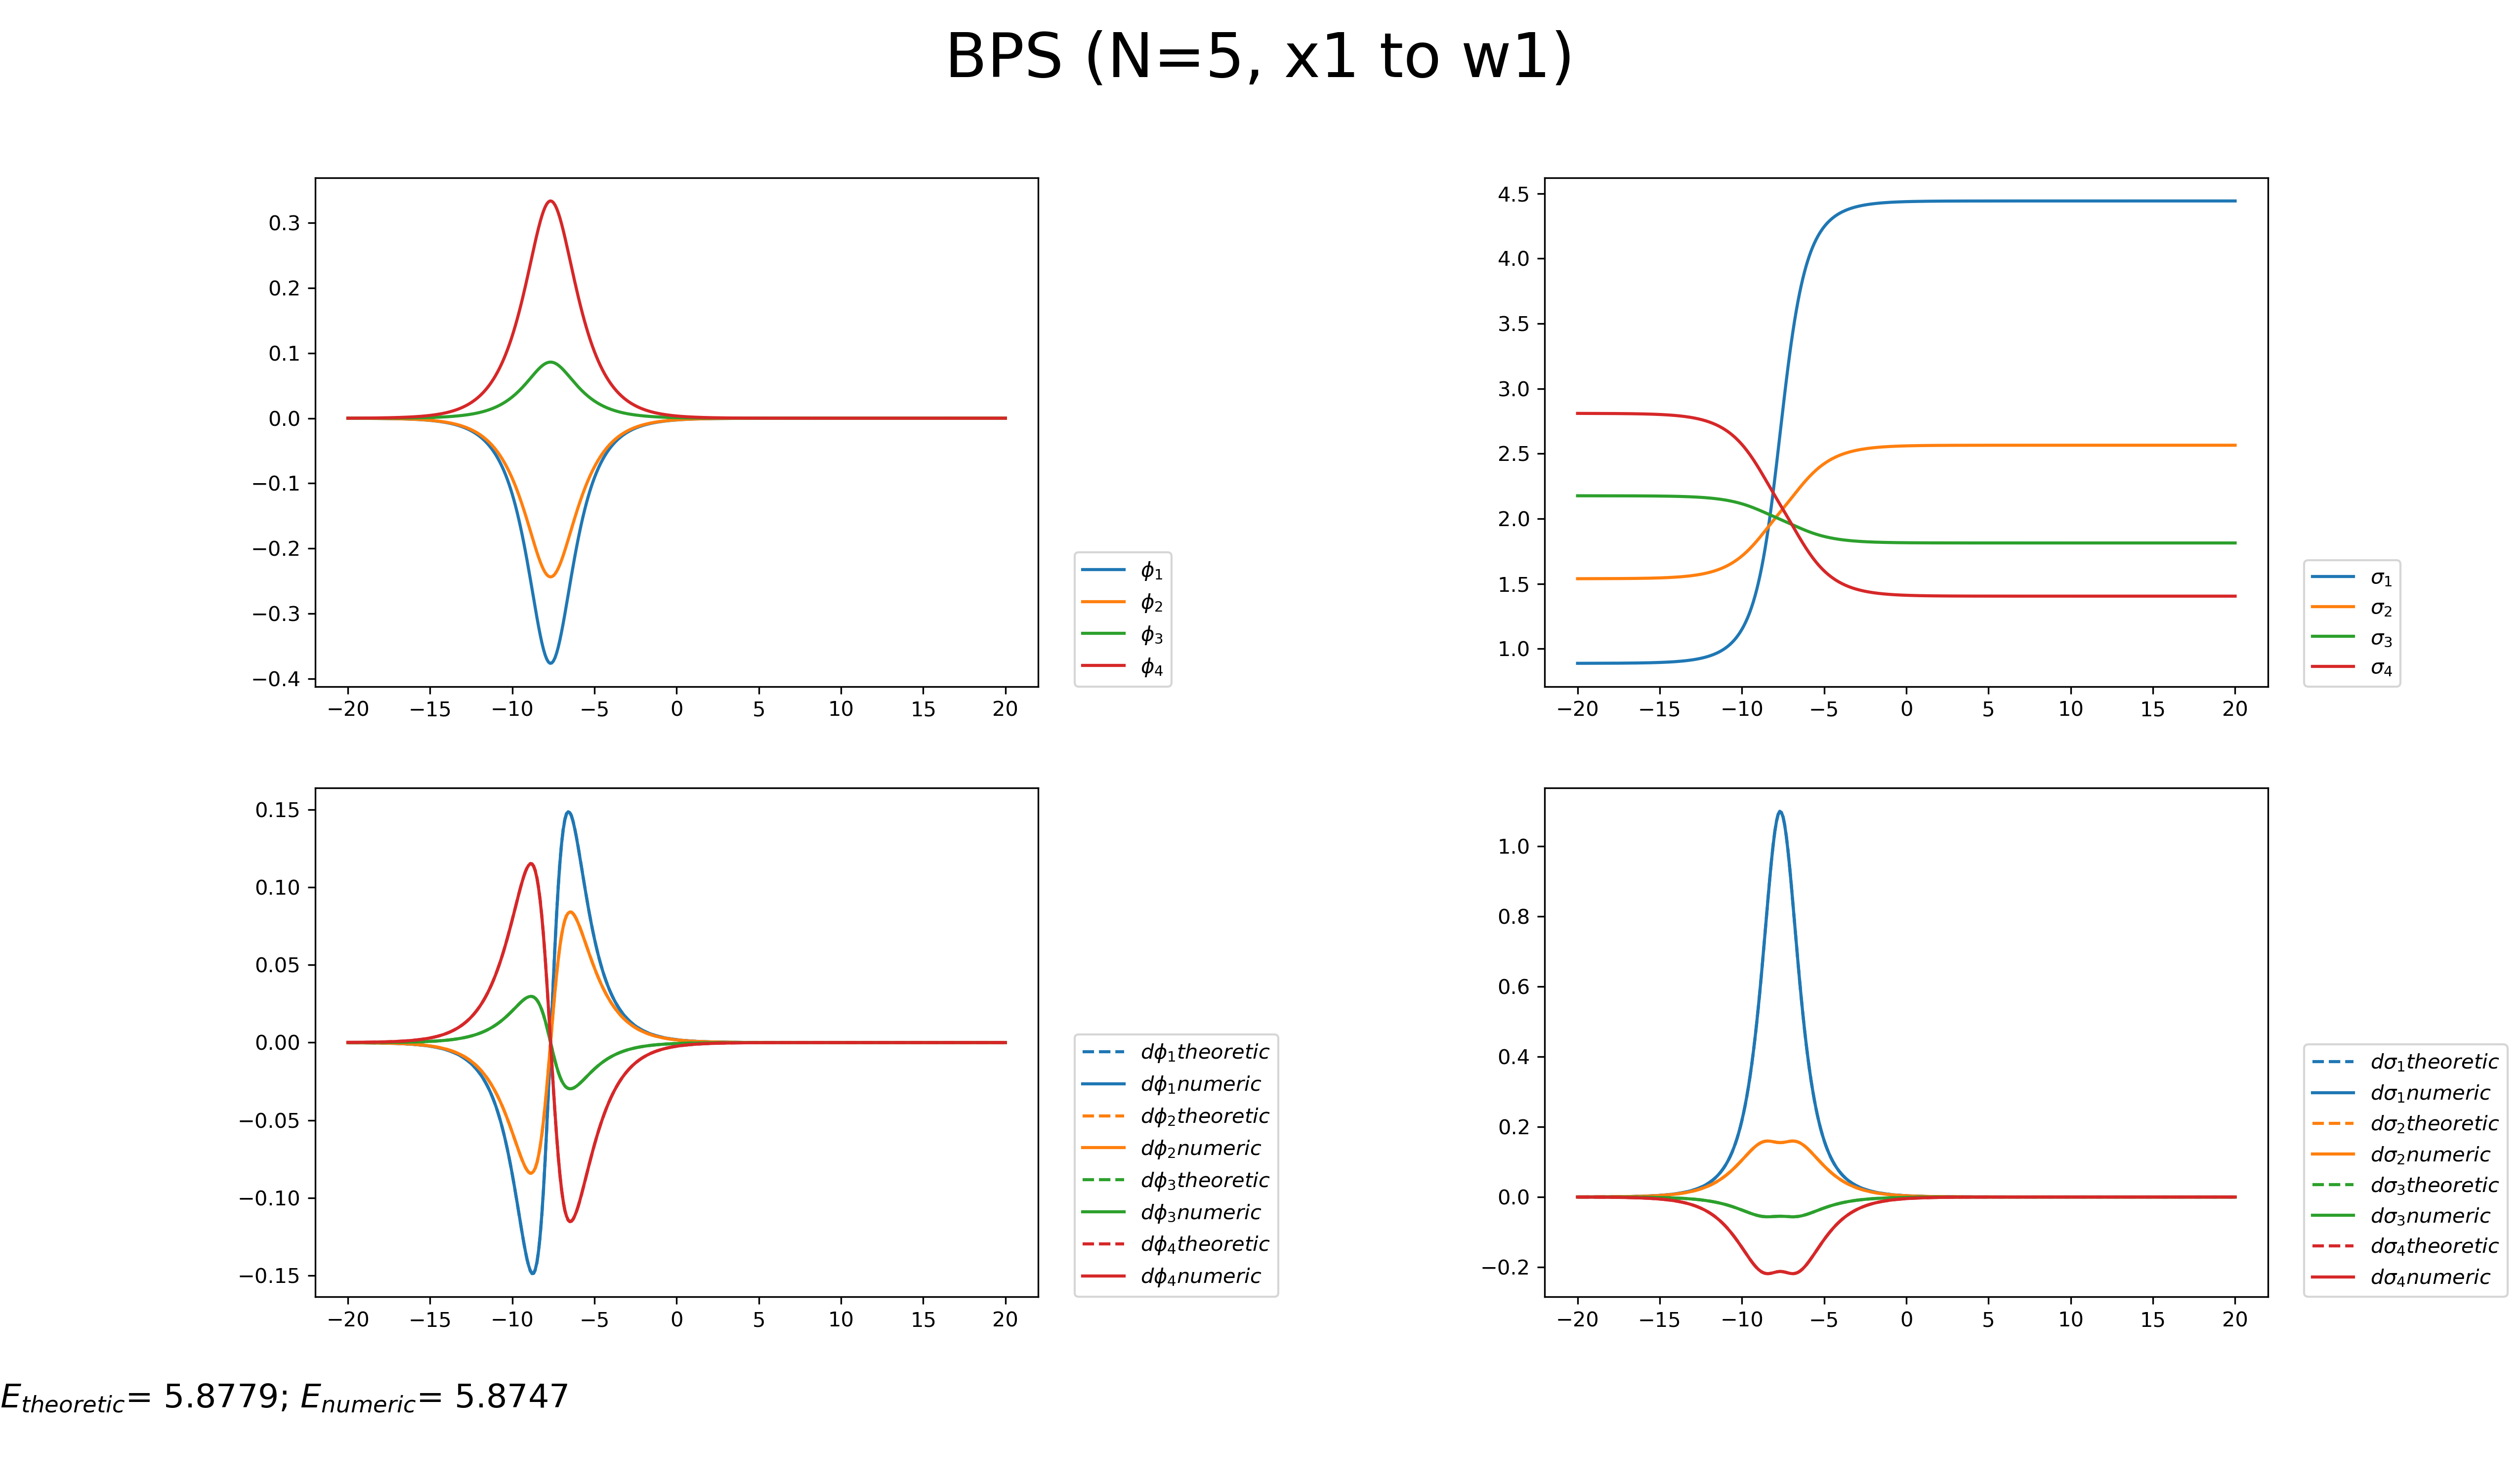 BPS (N=5, x1 to w1)
0.3
0.2
0.1
0.0
−0.1
−0.2
−0.3
−0.4
−20 −15 −10 −5 0 5 10 15 20
ϕ1
ϕ2
ϕ3
ϕ4
4.5
4.0
3.5
3.0
2.5
2.0
1.5
1.0
−20 −15 −10 −5 0 5 10 15 20
σ1
σ2
σ3
σ4
0.15
0.10
0.05
0.00
−0.05
−0.10
−0.15
−20 −15 −10 −5 0 5 10 15 20
dϕ1theoretic
dϕ1numeric
dϕ2theoretic
dϕ2numeric
dϕ3theoretic
dϕ3numeric
dϕ4theoretic
dϕ4numeric
1.0
0.8
0.6
0.4
0.2
0.0
−0.2
−20 −15 −10 −5 0 5 10 15 20
dσ1theoretic
dσ1numeric
dσ2theoretic
dσ2numeric
dσ3theoretic
dσ3numeric
dσ4theoretic
dσ4numeric
Etheoretic= 5.8779; Enumeric= 5.8747